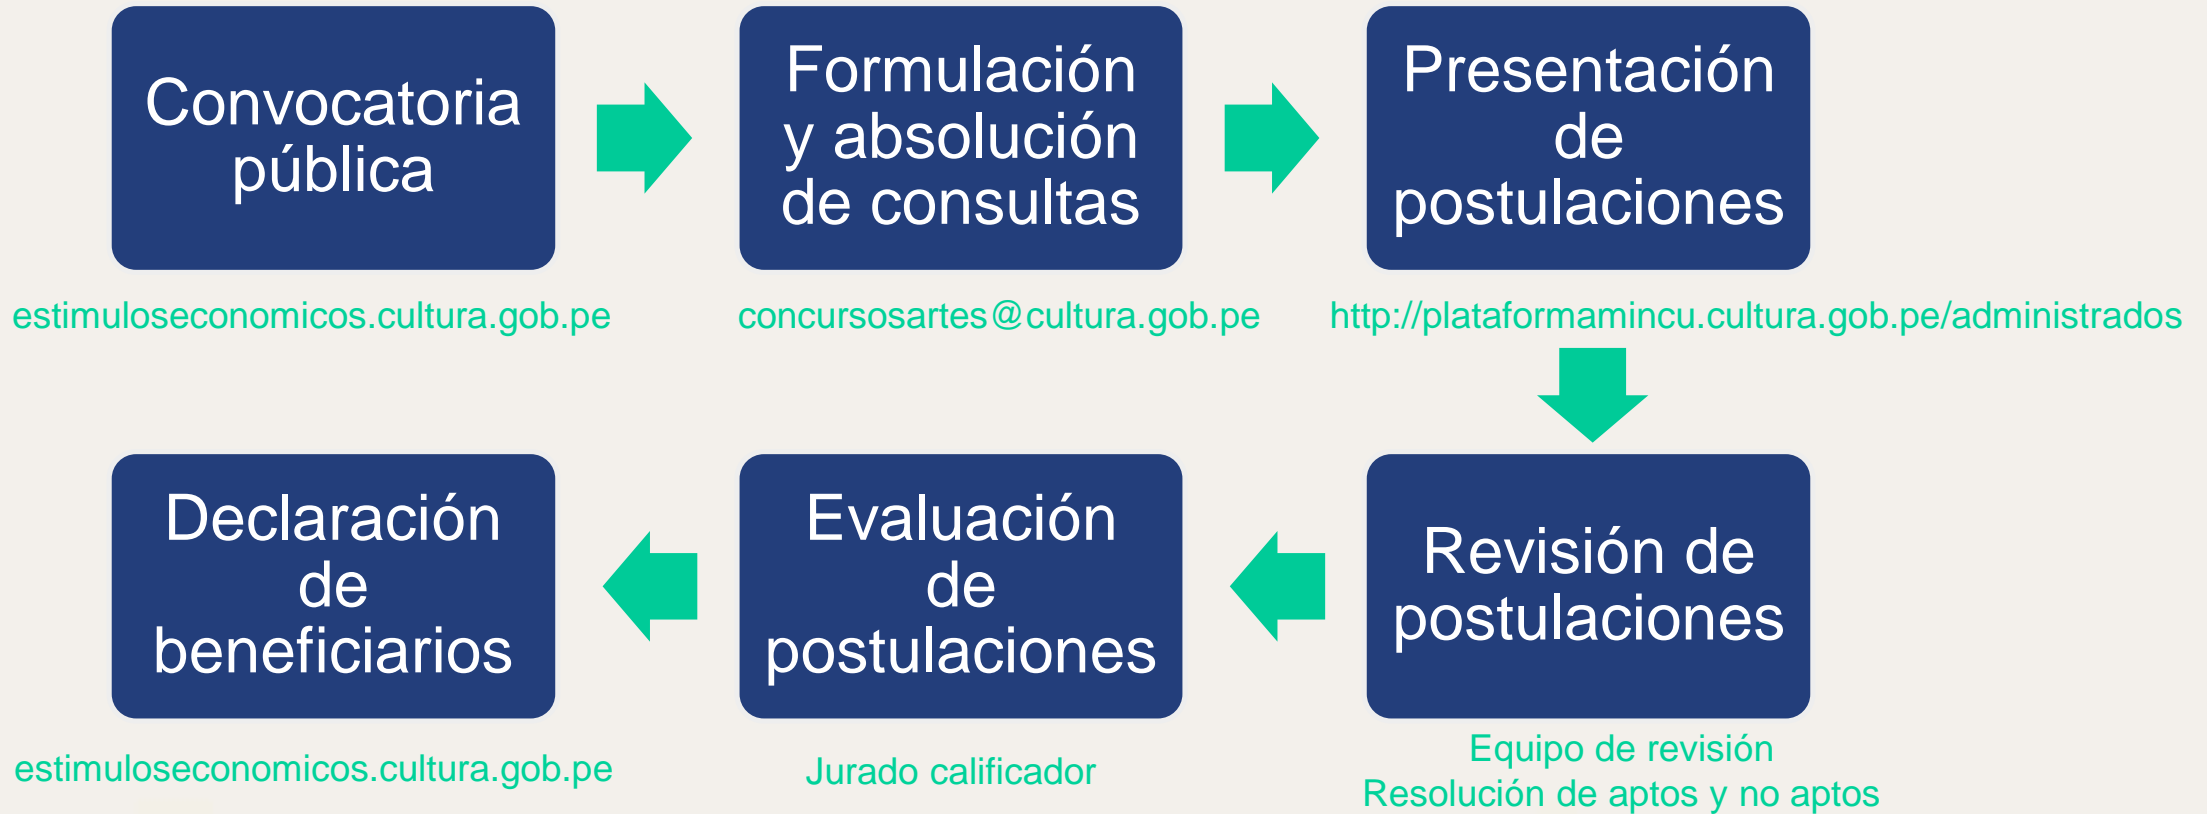 Convocatoria
pública
Formulación
y absolución
de consultas
Presentación
de
postulaciones
estimuloseconomicos.cultura.gob.pe
concursosartes@cultura.gob.pe
http://plataformamincu.cultura.gob.pe/administrados
Revisión de
postulaciones
Equipo de revisión
Resolución de aptos y no aptos
Evaluación
de
postulaciones
Jurado calificador
Declaración
de
beneficiarios
estimuloseconomicos.cultura.gob.pe